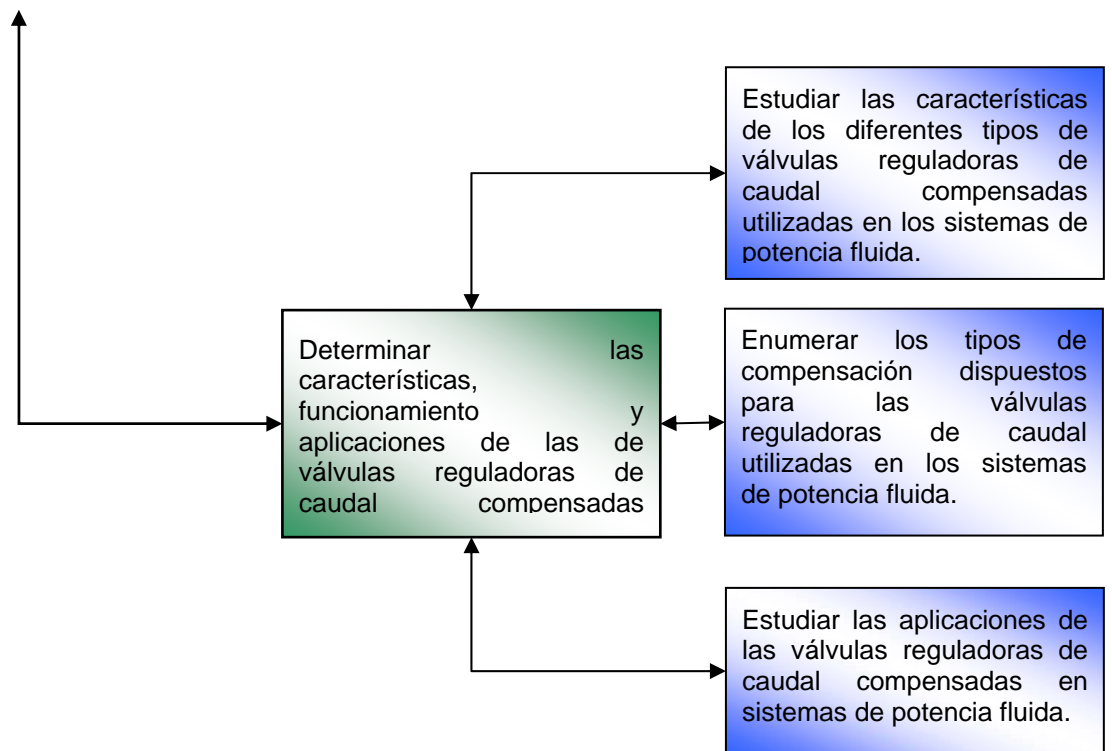 Estudiar las características
de los diferentes tipos de
válvulas reguladoras de
caudal compensadas
utilizadas en los sistemas de
potencia fluida.
Determinar las
características,
funcionamiento y
aplicaciones de las de
válvulas reguladoras de
caudal compensadas
Enumerar los tipos de
compensación dispuestos
para las válvulas
reguladoras de caudal
utilizadas en los sistemas
de potencia fluida.
Estudiar las aplicaciones de
las válvulas reguladoras de
caudal compensadas en
sistemas de potencia fluida.